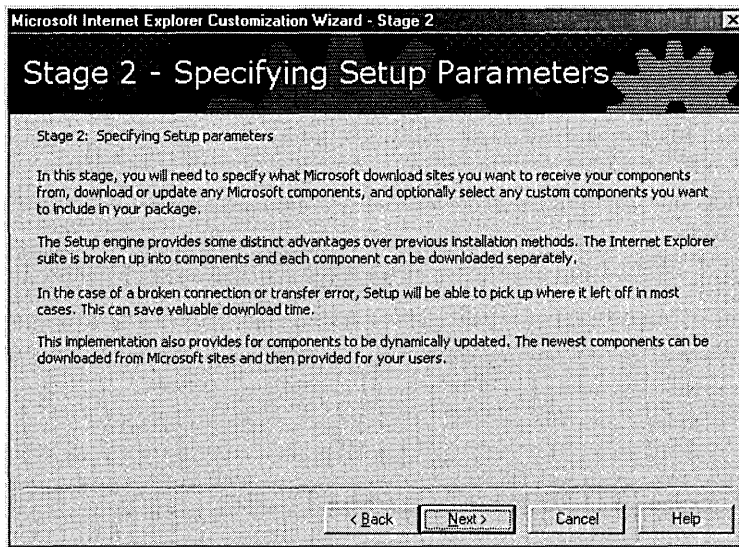 Microsoft Internet Explorer Customization Wizard - Stage 2
Stage 2 - Specifying Setup Parameters
Stage 2: Specifying Setup parameters
In this stage, you will need to specify what Microsoft download sites you want to receive your components
from, download or update any Microsoft components, and optionally select any custom components you want
to include in your package.
The Setup engine provides some distinct advantages over previous installation methods. The Internet Explorer
suite is broken up into components and each component can be downloaded separately.
In the case of a broken connection or transfer error, Setup will be able to pick up where it left off in most
cases. This can save valuable download time.
This implementation also provides for components to be dynamically updated. The newest components can be
downloaded from Microsoft sites and then provided for your users.
< Back
Next >
Cancel
Help